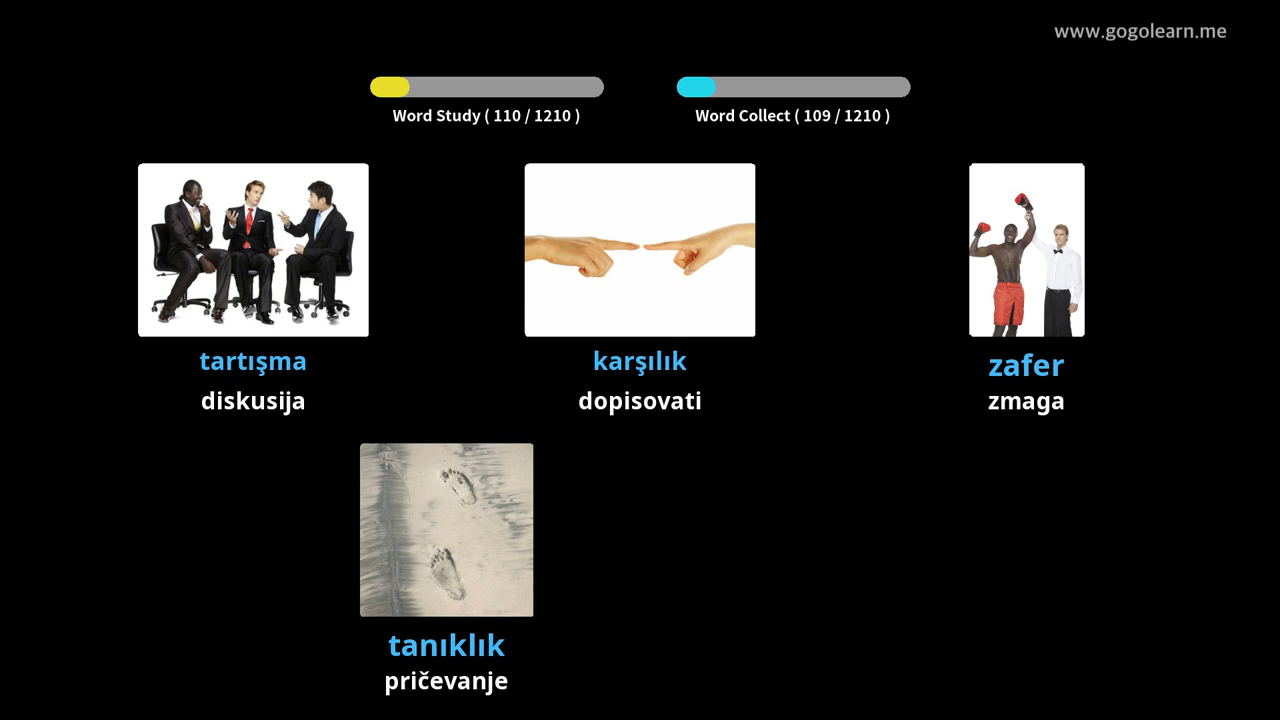 www.gogolearn.me
Word Study ( 110 / 1210 )
Word Collect ( 109 / 1210 )
tartışma
diskusija
karşılık
dopisovati
zafer
zmaga
tanıklık
pričevanje